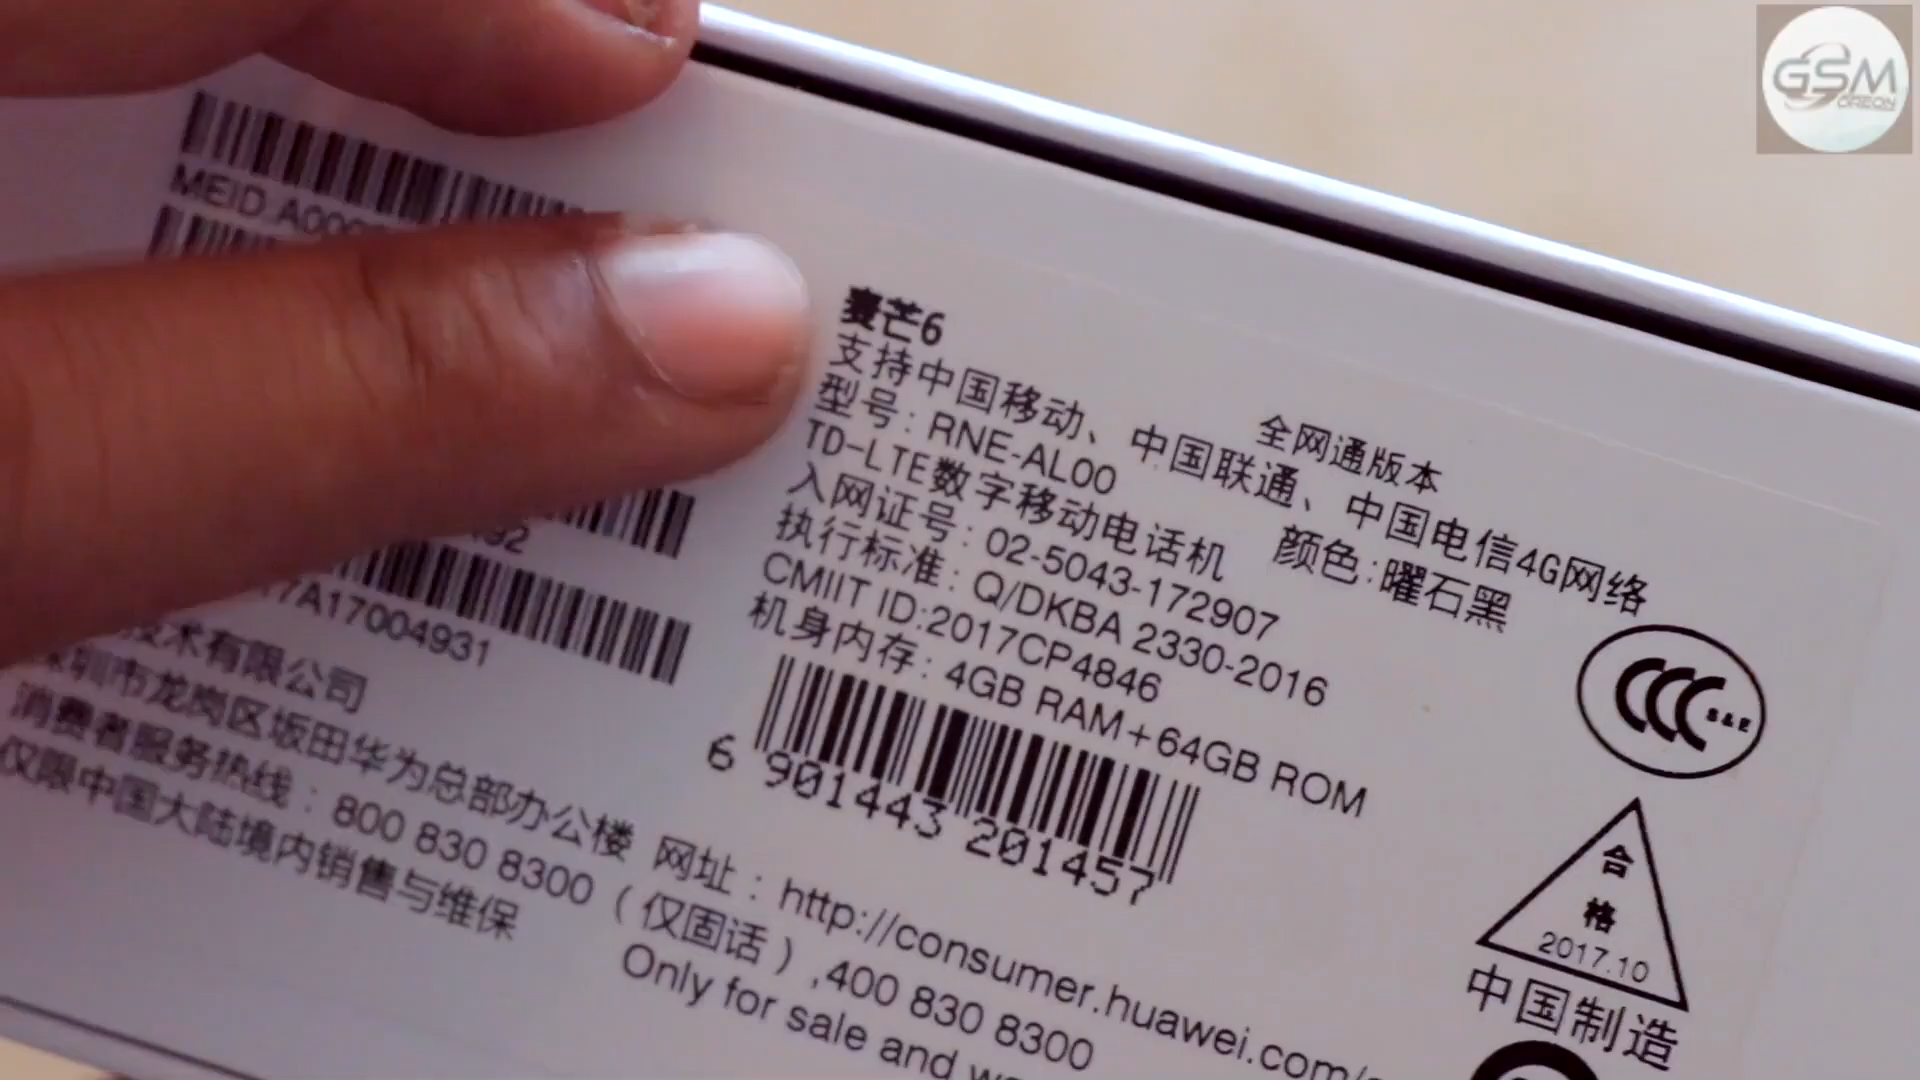 GSM
OREON
MEID A000
92
17A17004931
技术有限公司
深圳市龙岗区坂田华为总部办公楼 网址：http://consumer.huawei.com/
消费者服务热线：800 830 8300（仅固话）,400 830 8300
仅限中国大陆境内销售与维保 Only for sale and
麦芒6
全网通版本
支持中国移动、中国联通、中国电信4G网络
型号：RNE-AL00
TD-LTE数字移动电话机 颜色：曜石黑
入网证号：02-5043-172907
执行标准：Q/DKBA 2330-2016
CMIIT ID:2017CP4846
机身内存：4GB RAM+64GB ROM
6 901443 201457
CCC S&E
合
格
2017.10
中国制造